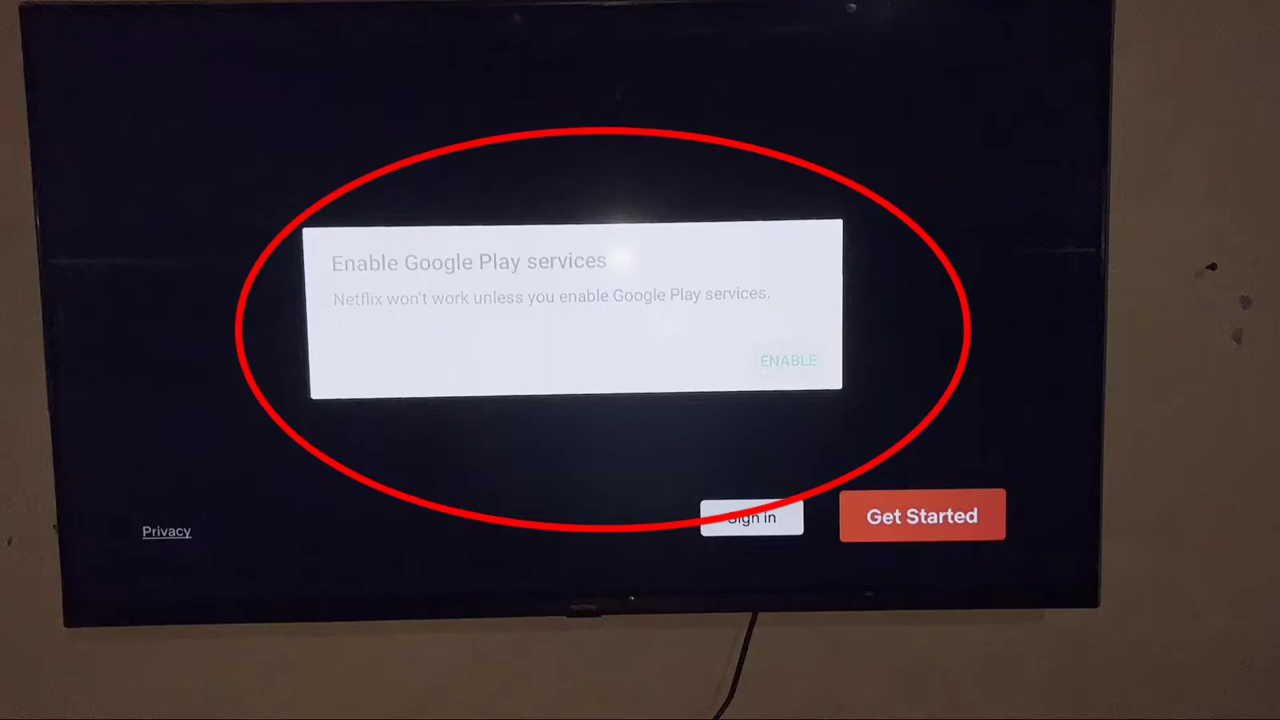 Enable Google Play services
Netflix won't work unless you enable Google Play services.
ENABLE
Privacy
Sign in
Get Started